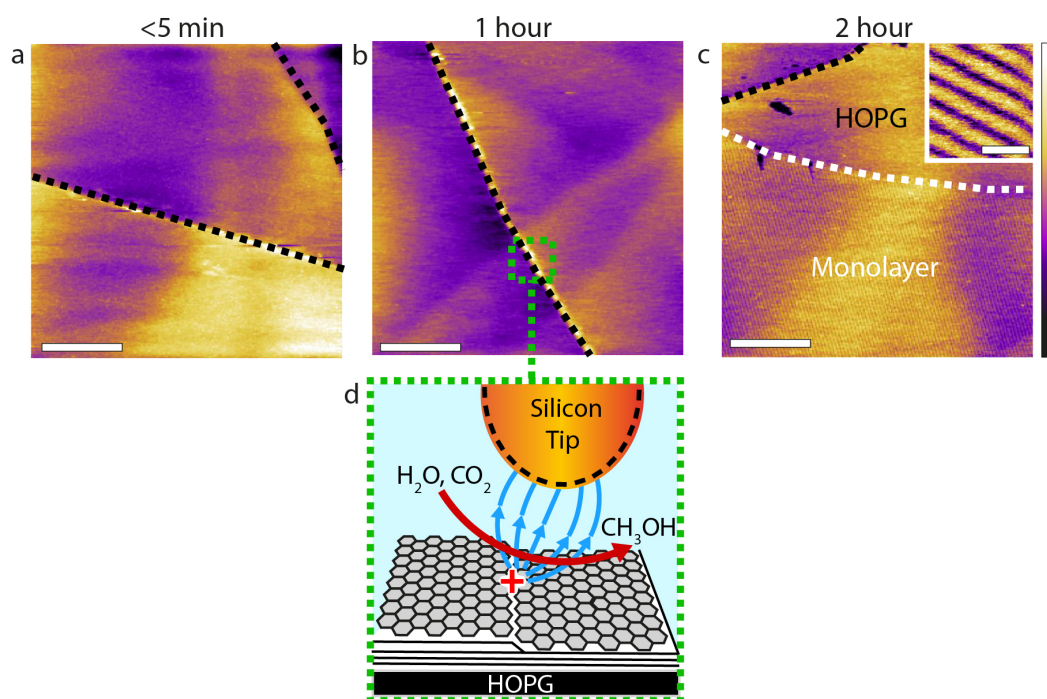 <5 min
1 hour
2 hour
a
b
c
HOPG
Monolayer
d
Silicon
Tip
H₂O, CO₂
CH₃OH
+
HOPG